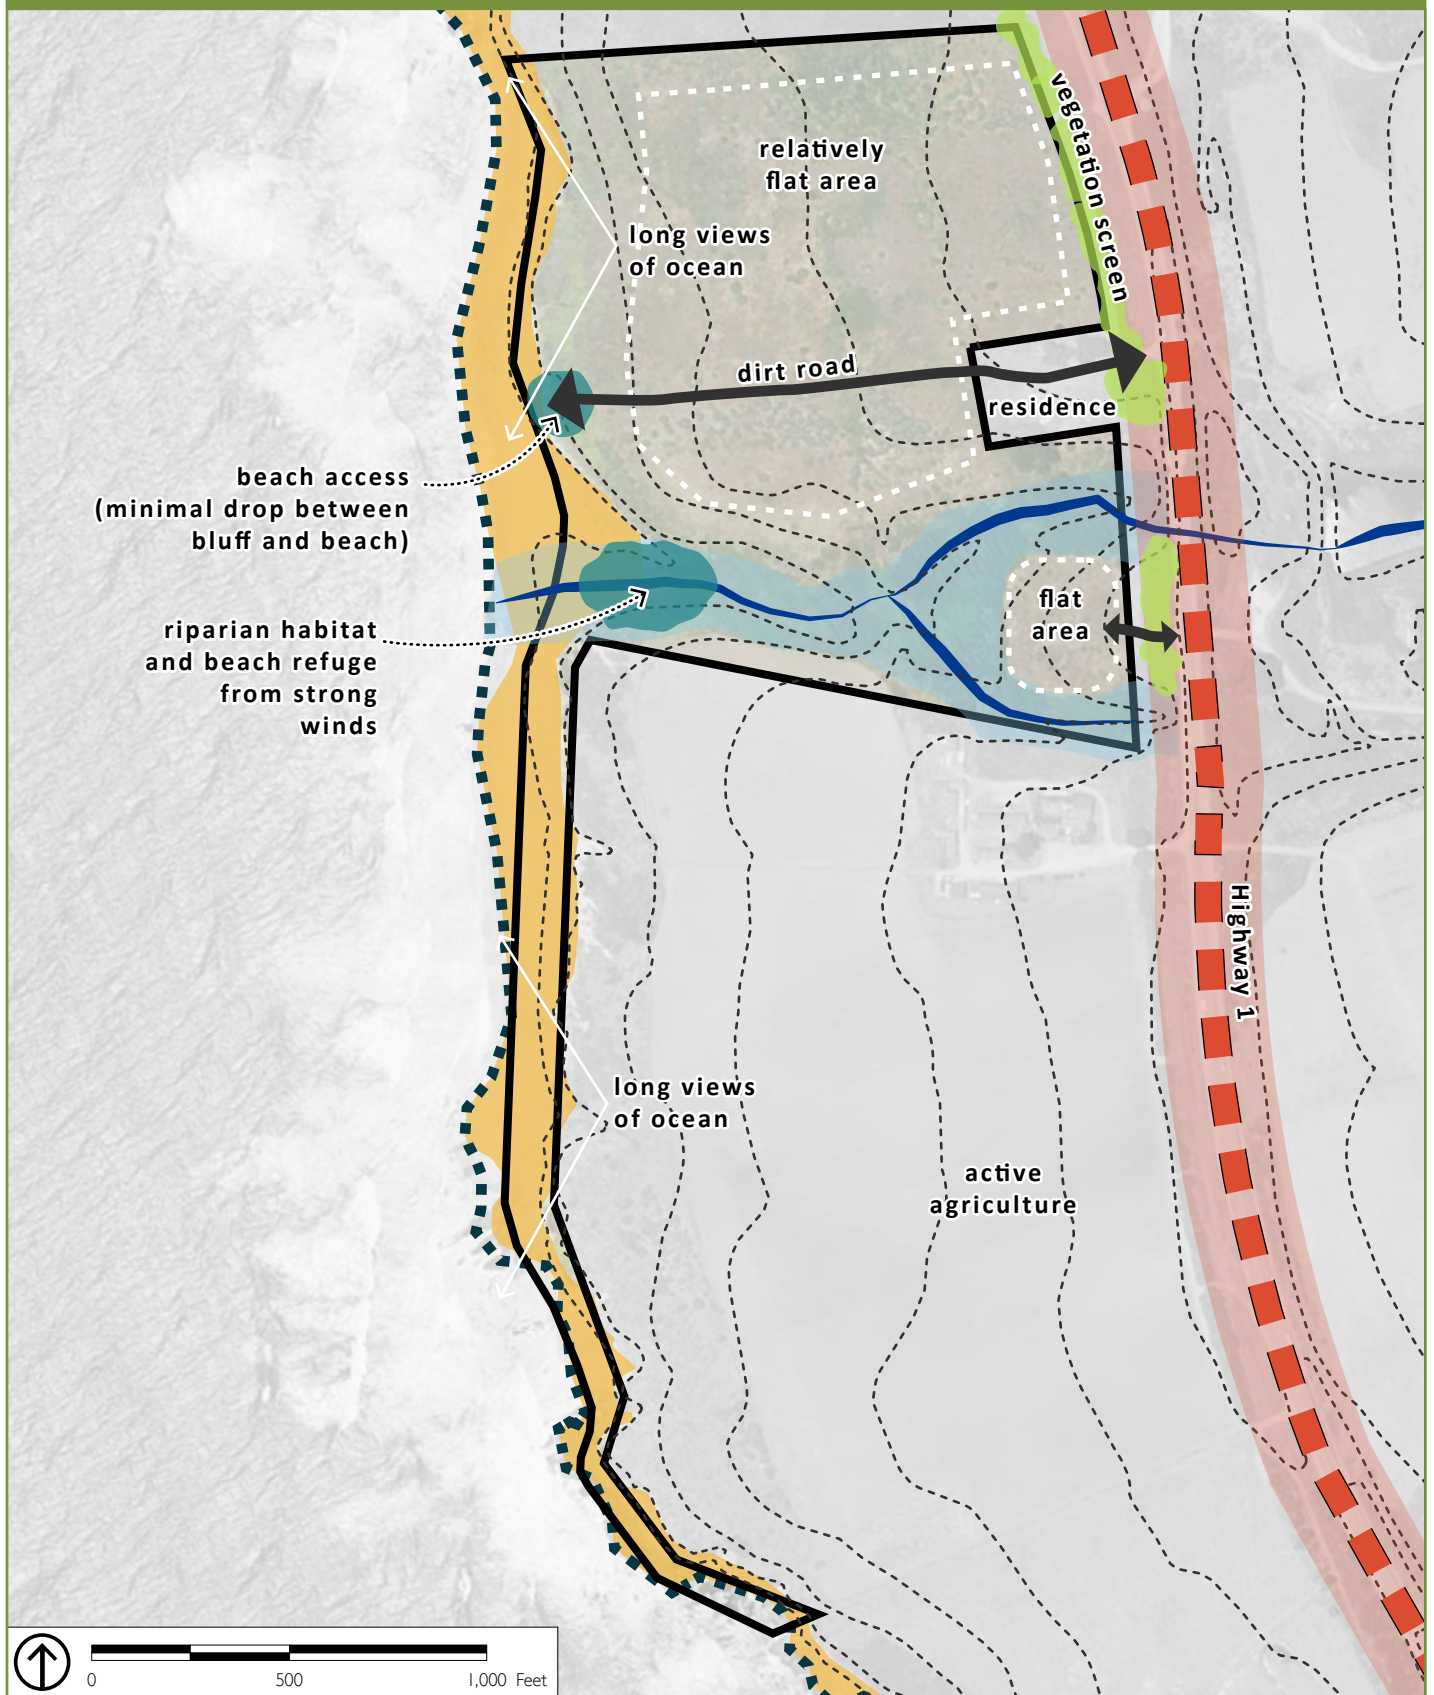 vegetation screen
relatively
flat area
long views
of ocean
dirt road
residence
beach access
(minimal drop between
bluff and beach)
flat
area
riparian habitat
and beach refuge
from strong
winds
Highway 1
long views
of ocean
active
agriculture
0 500 1,000 Feet